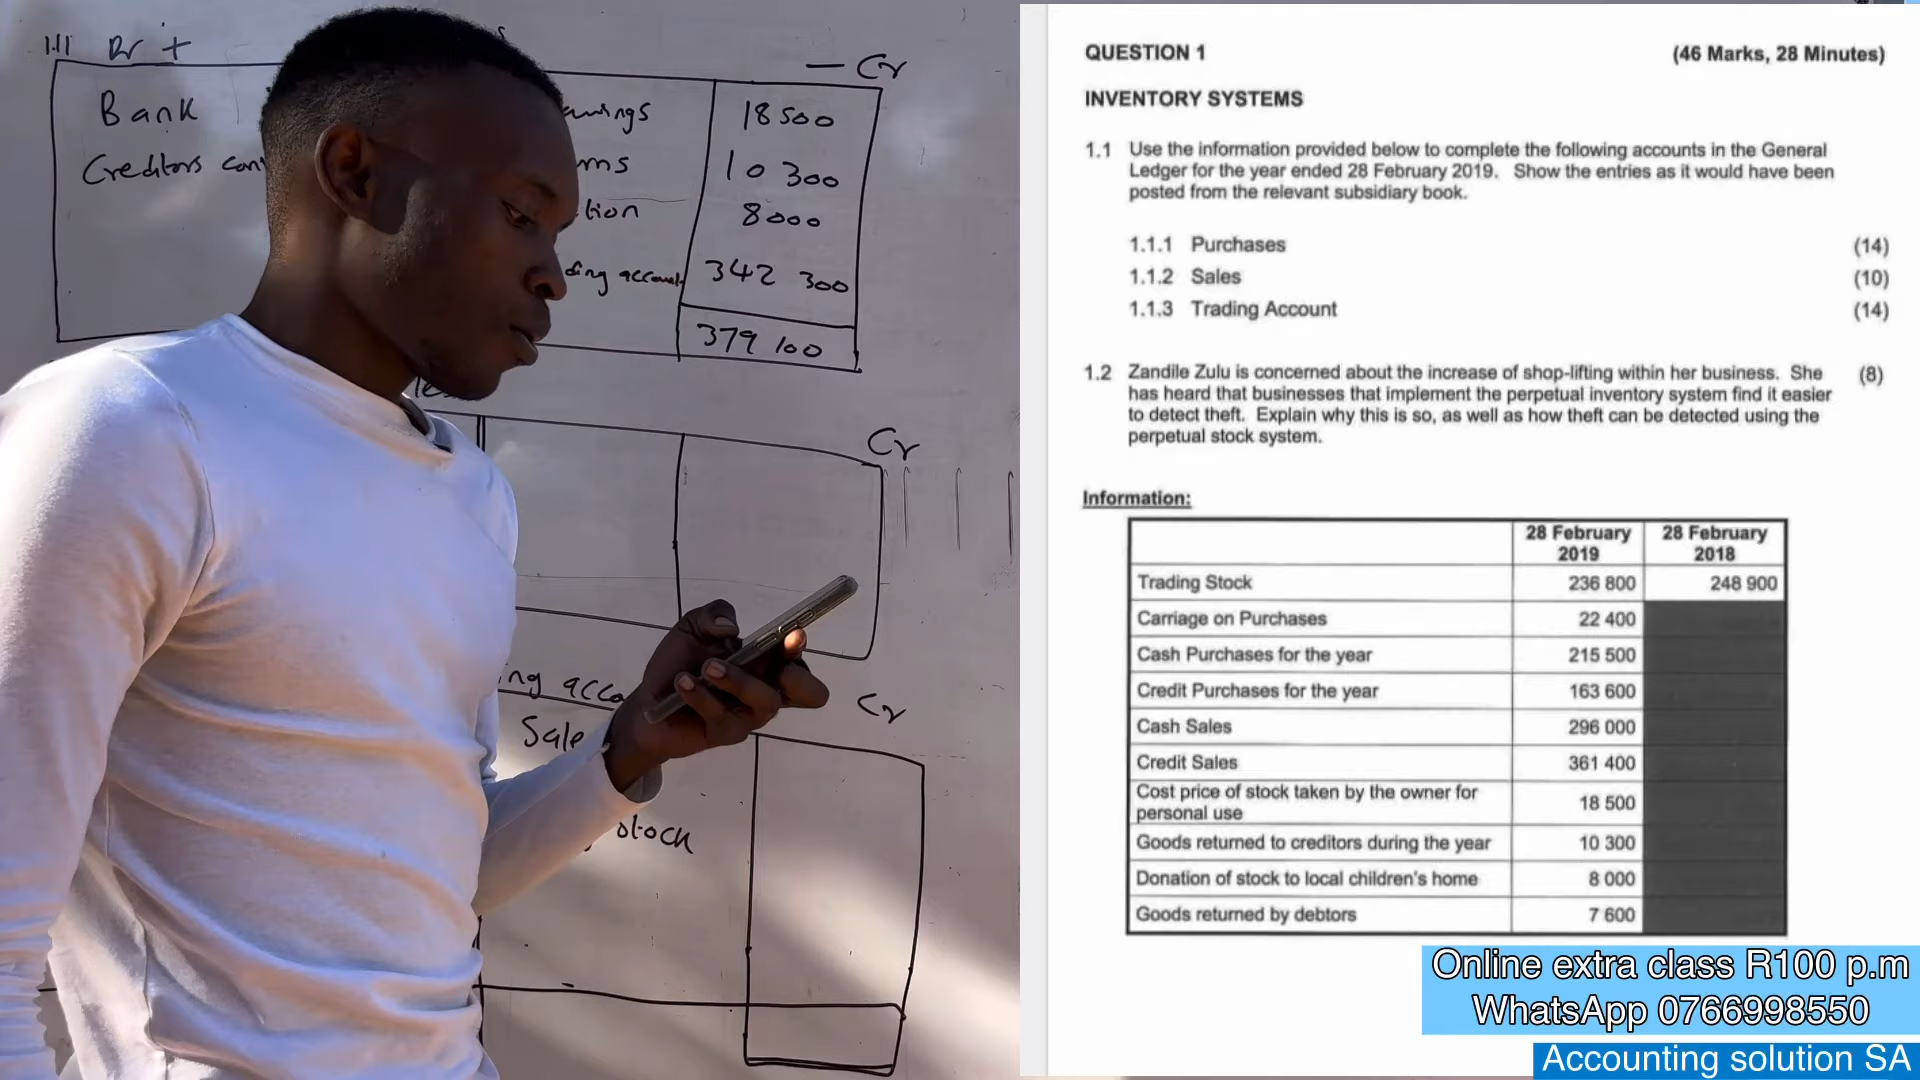 1.1.1 Dr +
– Cr
Bank
18 500
Creditors con
10 300
8000
342 300
379 100
Cr
Cr
Sale
stock
QUESTION 1 (46 Marks, 28 Minutes)
INVENTORY SYSTEMS
1.1 Use the information provided below to complete the following accounts in the General
Ledger for the year ended 28 February 2019. Show the entries as it would have been
posted from the relevant subsidiary book.
1.1.1 Purchases (14)
1.1.2 Sales (10)
1.1.3 Trading Account (14)
1.2 Zandile Zulu is concerned about the increase of shop-lifting within her business. She (8)
has heard that businesses that implement the perpetual inventory system find it easier
to detect theft. Explain why this is so, as well as how theft can be detected using the
perpetual stock system.
Information:
28 February 28 February
2019 2018
Trading Stock 236 800 248 900
Carriage on Purchases 22 400
Cash Purchases for the year 215 500
Credit Purchases for the year 163 600
Cash Sales 296 000
Credit Sales 361 400
Cost price of stock taken by the owner for
personal use 18 500
Goods returned to creditors during the year 10 300
Donation of stock to local children's home 8 000
Goods returned by debtors 7 600
Online extra class R100 p.m
WhatsApp 0766998550
Accounting solution SA